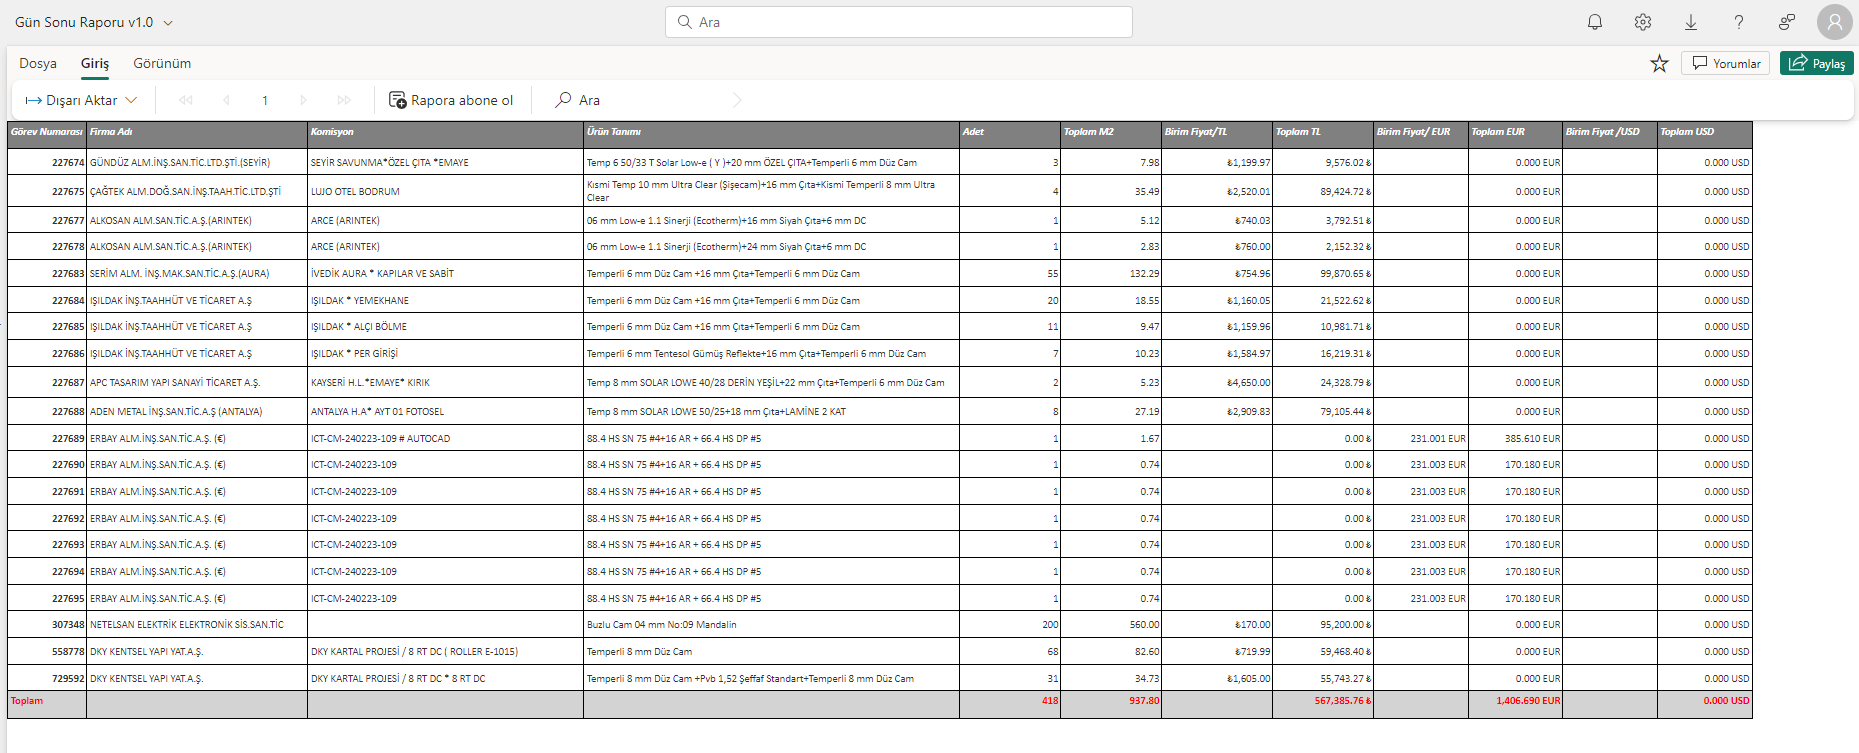 Gün Sonu Raporu v1.0
Ara
Dosya Giriş Görünüm Yorumlar Paylaş
Dışarı Aktar 1 Rapora abone ol Ara
Görev Numarası Firma Adı Komisyon Ürün Tanımı Adet Toplam M2 Birim Fiyat/TL Toplam TL Birim Fiyat/ EUR Toplam EUR Birim Fiyat /USD Toplam USD
227674 GÜNDÜZ ALM.İNŞ.SAN.TİC.LTD.ŞTİ.(SEYİR) SEYİR SAVUNMA*ÖZEL ÇITA *EMAYE Temp 6 50/33 T Solar Low-e ( Y )+20 mm ÖZEL ÇITA+Temperli 6 mm Düz Cam 3 7.98 ₺1,199.97 9,576.02 ₺ 0.000 EUR 0.000 USD
227675 ÇAĞTEK ALM.DOĞ.SAN.İNŞ.TAAH.TİC.LTD.ŞTİ LUJO OTEL BODRUM Kısmi Temp 10 mm Ultra Clear (Şişecam)+16 mm Çıta+Kismi Temperli 8 mm Ultra
Clear 4 35.49 ₺2,520.01 89,424.72 ₺ 0.000 EUR 0.000 USD
227677 ALKOSAN ALM.SAN.TİC.A.Ş.(ARINTEK) ARCE (ARINTEK) 06 mm Low-e 1.1 Sinerji (Ecotherm)+16 mm Siyah Çıta+6 mm DC 1 5.12 ₺740.03 3,792.51 ₺ 0.000 EUR 0.000 USD
227678 ALKOSAN ALM.SAN.TİC.A.Ş.(ARINTEK) ARCE (ARINTEK) 06 mm Low-e 1.1 Sinerji (Ecotherm)+24 mm Siyah Çıta+6 mm DC 1 2.83 ₺760.00 2,152.32 ₺ 0.000 EUR 0.000 USD
227683 SERİM ALM. İNŞ.MAK.SAN.TİC.A.Ş.(AURA) İVEDİK AURA * KAPILAR VE SABİT Temperli 6 mm Düz Cam +16 mm Çıta+Temperli 6 mm Düz Cam 55 132.29 ₺754.96 99,870.65 ₺ 0.000 EUR 0.000 USD
227684 IŞILDAK İNŞ.TAAHHÜT VE TİCARET A.Ş IŞILDAK * YEMEKHANE Temperli 6 mm Düz Cam +16 mm Çıta+Temperli 6 mm Düz Cam 20 18.55 ₺1,160.05 21,522.62 ₺ 0.000 EUR 0.000 USD
227685 IŞILDAK İNŞ.TAAHHÜT VE TİCARET A.Ş IŞILDAK * ALÇI BÖLME Temperli 6 mm Düz Cam +16 mm Çıta+Temperli 6 mm Düz Cam 11 9.47 ₺1,159.96 10,981.71 ₺ 0.000 EUR 0.000 USD
227686 IŞILDAK İNŞ.TAAHHÜT VE TİCARET A.Ş IŞILDAK * PER GİRİŞİ Temperli 6 mm Tentesol Gümüş Reflekte+16 mm Çıta+Temperli 6 mm Düz Cam 7 10.23 ₺1,584.97 16,219.31 ₺ 0.000 EUR 0.000 USD
227687 APC TASARIM YAPI SANAYİ TİCARET A.Ş. KAYSERİ H.L.*EMAYE* KIRIK Temp 8 mm SOLAR LOWE 40/28 DERİN YEŞİL+22 mm Çıta+Temperli 6 mm Düz Cam 2 5.23 ₺4,650.00 24,328.79 ₺ 0.000 EUR 0.000 USD
227688 ADEN METAL İNŞ.SAN.TİC.A.Ş (ANTALYA) ANTALYA H.A* AYT 01 FOTOSEL Temp 8 mm SOLAR LOWE 50/25+18 mm Çıta+LAMİNE 2 KAT 8 27.19 ₺2,909.83 79,105.44 ₺ 0.000 EUR 0.000 USD
227689 ERBAY ALM.İNŞ.SAN.TİC.A.Ş. (€) ICT-CM-240223-109 # AUTOCAD 88.4 HS SN 75 #4+16 AR + 66.4 HS DP #5 1 1.67 0.00 ₺ 231.001 EUR 385.610 EUR 0.000 USD
227690 ERBAY ALM.İNŞ.SAN.TİC.A.Ş. (€) ICT-CM-240223-109 88.4 HS SN 75 #4+16 AR + 66.4 HS DP #5 1 0.74 0.00 ₺ 231.003 EUR 170.180 EUR 0.000 USD
227691 ERBAY ALM.İNŞ.SAN.TİC.A.Ş. (€) ICT-CM-240223-109 88.4 HS SN 75 #4+16 AR + 66.4 HS DP #5 1 0.74 0.00 ₺ 231.003 EUR 170.180 EUR 0.000 USD
227692 ERBAY ALM.İNŞ.SAN.TİC.A.Ş. (€) ICT-CM-240223-109 88.4 HS SN 75 #4+16 AR + 66.4 HS DP #5 1 0.74 0.00 ₺ 231.003 EUR 170.180 EUR 0.000 USD
227693 ERBAY ALM.İNŞ.SAN.TİC.A.Ş. (€) ICT-CM-240223-109 88.4 HS SN 75 #4+16 AR + 66.4 HS DP #5 1 0.74 0.00 ₺ 231.003 EUR 170.180 EUR 0.000 USD
227694 ERBAY ALM.İNŞ.SAN.TİC.A.Ş. (€) ICT-CM-240223-109 88.4 HS SN 75 #4+16 AR + 66.4 HS DP #5 1 0.74 0.00 ₺ 231.003 EUR 170.180 EUR 0.000 USD
227695 ERBAY ALM.İNŞ.SAN.TİC.A.Ş. (€) ICT-CM-240223-109 88.4 HS SN 75 #4+16 AR + 66.4 HS DP #5 1 0.74 0.00 ₺ 231.003 EUR 170.180 EUR 0.000 USD
307348 NETELSAN ELEKTRİK ELEKTRONİK SİS.SAN.TİC Buzlu Cam 04 mm No:09 Mandalin 200 560.00 ₺170.00 95,200.00 ₺ 0.000 EUR 0.000 USD
558778 DKY KENTSEL YAPI YAT.A.Ş. DKY KARTAL PROJESİ / 8 RT DC ( ROLLER E-1015) Temperli 8 mm Düz Cam 68 82.60 ₺719.99 59,468.40 ₺ 0.000 EUR 0.000 USD
729592 DKY KENTSEL YAPI YAT.A.Ş. DKY KARTAL PROJESİ / 8 RT DC * 8 RT DC Temperli 8 mm Düz Cam +Pvb 1,52 Şeffaf Standart+Temperli 8 mm Düz Cam 31 34.73 ₺1,605.00 55,743.27 ₺ 0.000 EUR 0.000 USD
Toplam 418 937.80 567,385.76 ₺ 1,406.690 EUR 0.000 USD